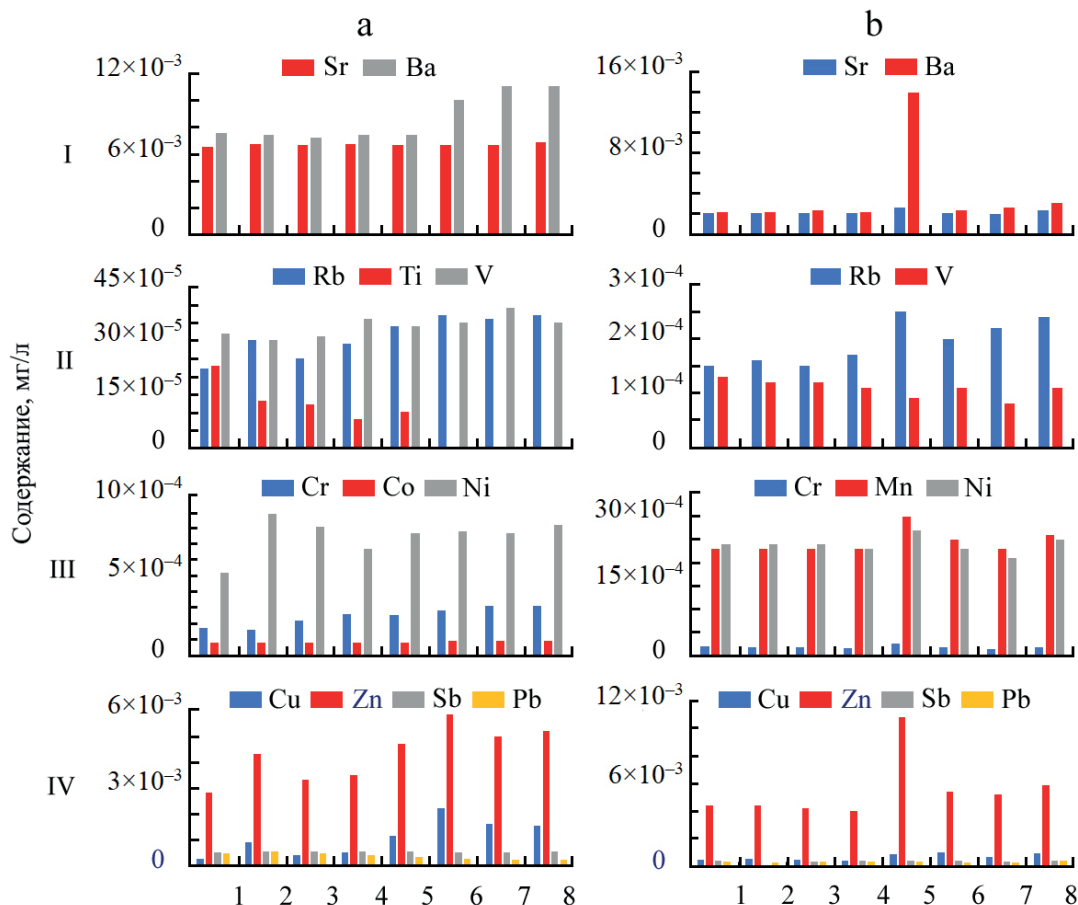 a
b
Содержание, мг/л
I
12×10⁻³
6×10⁻³
0
Sr Ba
16×10⁻³
8×10⁻³
0
Sr Ba
II
45×10⁻⁵
30×10⁻⁵
15×10⁻⁵
0
Rb Ti V
3×10⁻⁴
2×10⁻⁴
1×10⁻⁴
0
Rb V
III
10×10⁻⁴
5×10⁻⁴
0
Cr Co Ni
30×10⁻⁴
15×10⁻⁴
0
Cr Mn Ni
IV
6×10⁻³
3×10⁻³
0
Cu Zn Sb Pb
12×10⁻³
6×10⁻³
0
Cu Zn Sb Pb
1 2 3 4 5 6 7 8
1 2 3 4 5 6 7 8